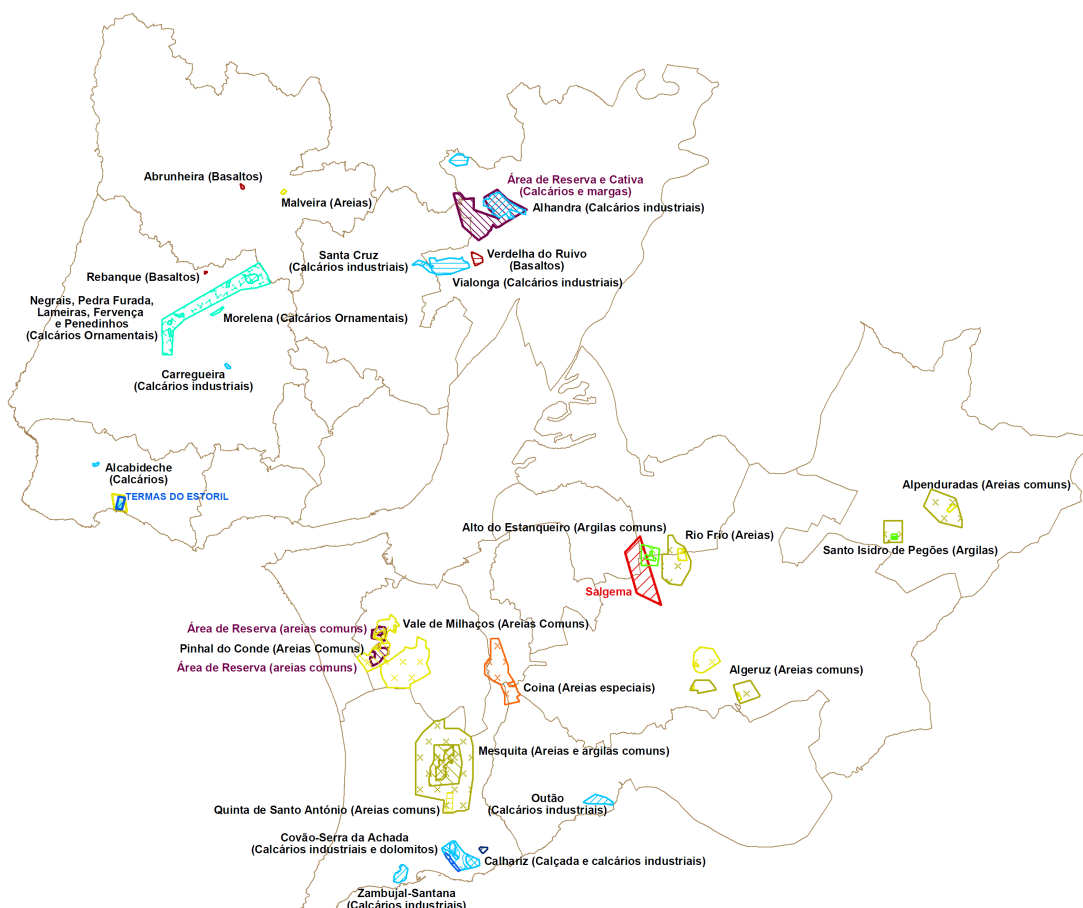 Abrunheira (Basaltos)
Malveira (Areias)
Área de Reserva e Cativa
(Calcários e margas)
Alhandra (Calcários industriais)
Santa Cruz
(Calcários industriais)
Verdelha do Ruivo
(Basaltos)
Vialonga (Calcários industriais)
Rebanque (Basaltos)
Negrais, Pedra Furada,
Lameiras, Fervença
e Penedinhos
(Calcários Ornamentais)
Morelena (Calcários Ornamentais)
Carregueira
(Calcários industriais)
Alcabideche
(Calcários)
TERMAS DO ESTORIL
Alpenduradas (Areias comuns)
Alto do Estanqueiro (Argilas comuns)
Rio Frio (Areias)
Santo Isidro de Pegões (Argilas)
Salgema
Vale de Milhaços (Areias Comuns)
Área de Reserva (areias comuns)
Pinhal do Conde (Areias Comuns)
Área de Reserva (areias comuns)
Algeruz (Areias comuns)
Coina (Areias especiais)
Mesquita (Areias e argilas comuns)
Outão
(Calcários industriais)
Quinta de Santo António (Areias comuns)
Covão-Serra da Achada
(Calcários industriais e dolomitos)
Calhariz (Calçada e calcários industriais)
Zambujal-Santana
(Calcários industriais)